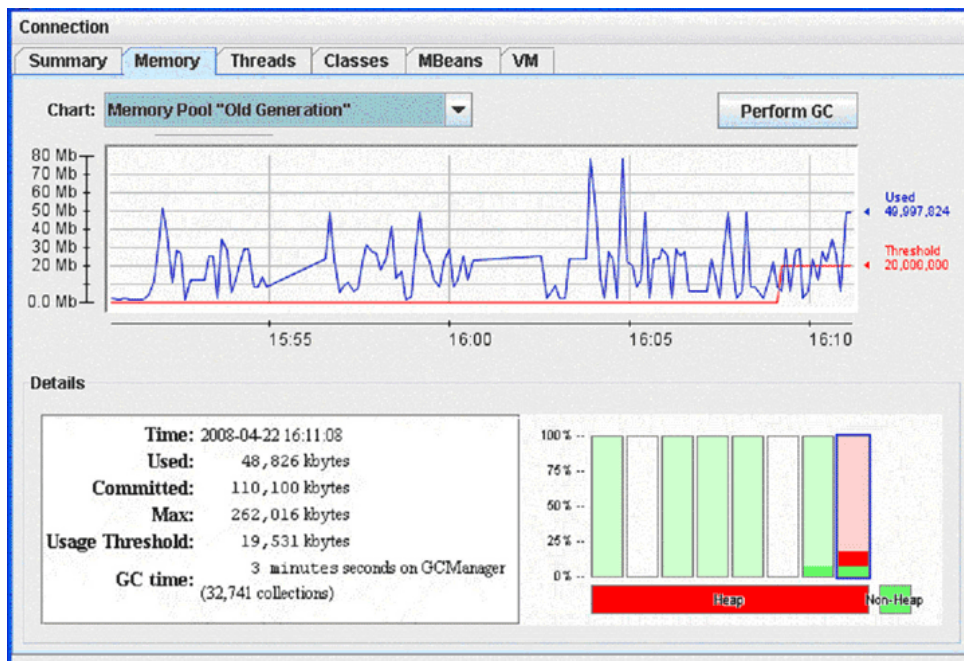 Connection
Summary Memory Threads Classes MBeans VM
Chart: Memory Pool "Old Generation" Perform GC
80 Mb
70 Mb
60 Mb
50 Mb
40 Mb
30 Mb
20 Mb
0.0 Mb
Used
49,997,824
Threshold
20,000,000
15:55 16:00 16:05 16:10
Details
Time: 2008-04-22 16:11:08
Used: 48,826 kbytes
Committed: 110,100 kbytes
Max: 262,016 kbytes
Usage Threshold: 19,531 kbytes
GC time: 3 minutes seconds on GCManager
(32,741 collections)
100% --
75% --
50% --
25% --
0% --
Heap Non-Heap